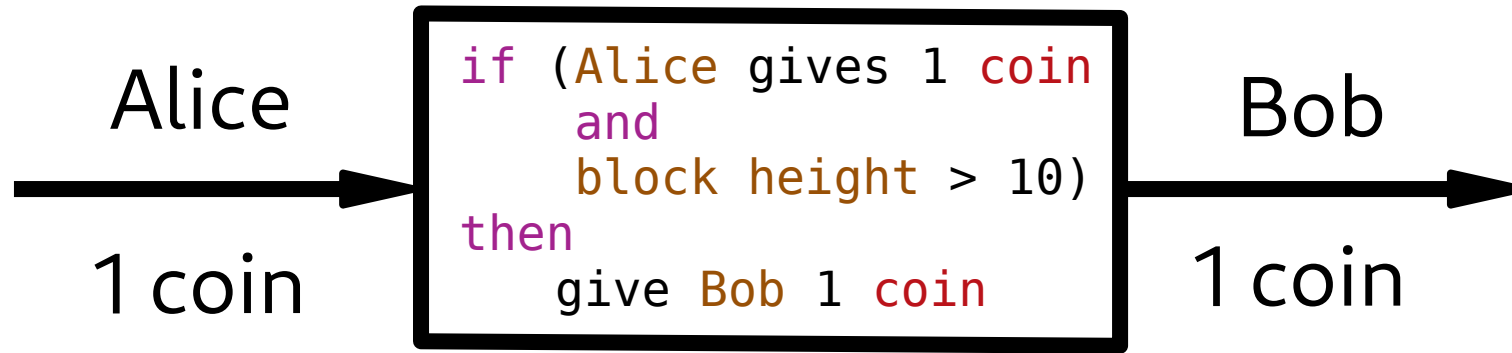 Alice
1 coin
if (Alice gives 1 coin
and
block height > 10)
then
give Bob 1 coin
Bob
1 coin